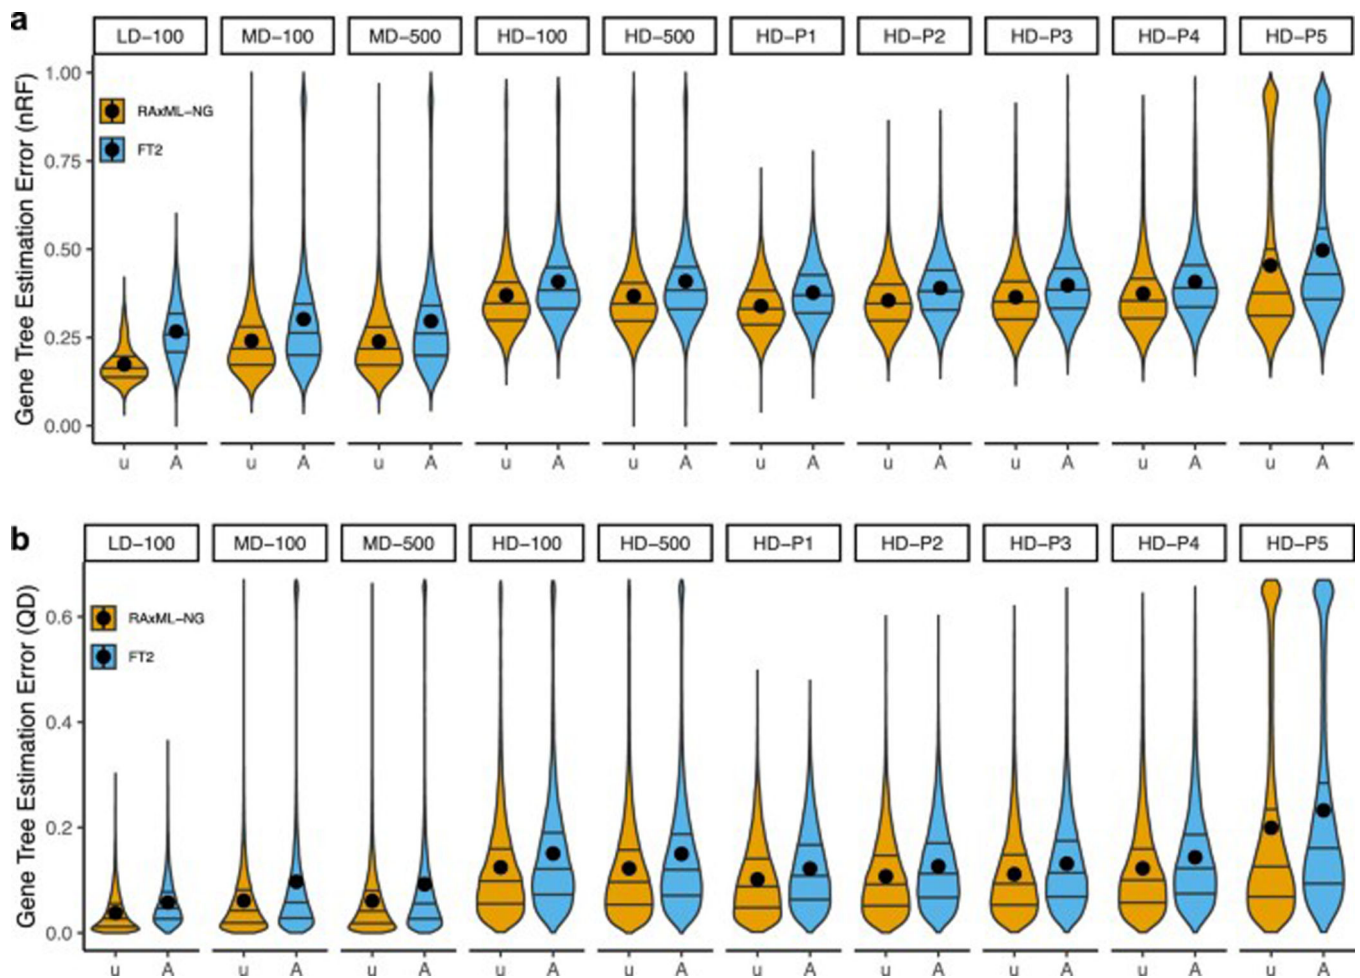 a
LD−100 MD−100 MD−500 HD−100 HD−500 HD−P1 HD−P2 HD−P3 HD−P4 HD−P5
Gene Tree Estimation Error (nRF)
1.00
0.75
0.50
0.25
0.00
RAxML−NG
FT2
u A u A u A u A u A u A u A u A u A u A
b
LD−100 MD−100 MD−500 HD−100 HD−500 HD−P1 HD−P2 HD−P3 HD−P4 HD−P5
Gene Tree Estimation Error (QD)
0.6
0.4
0.2
0.0
RAxML−NG
FT2
u A u A u A u A u A u A u A u A u A u A